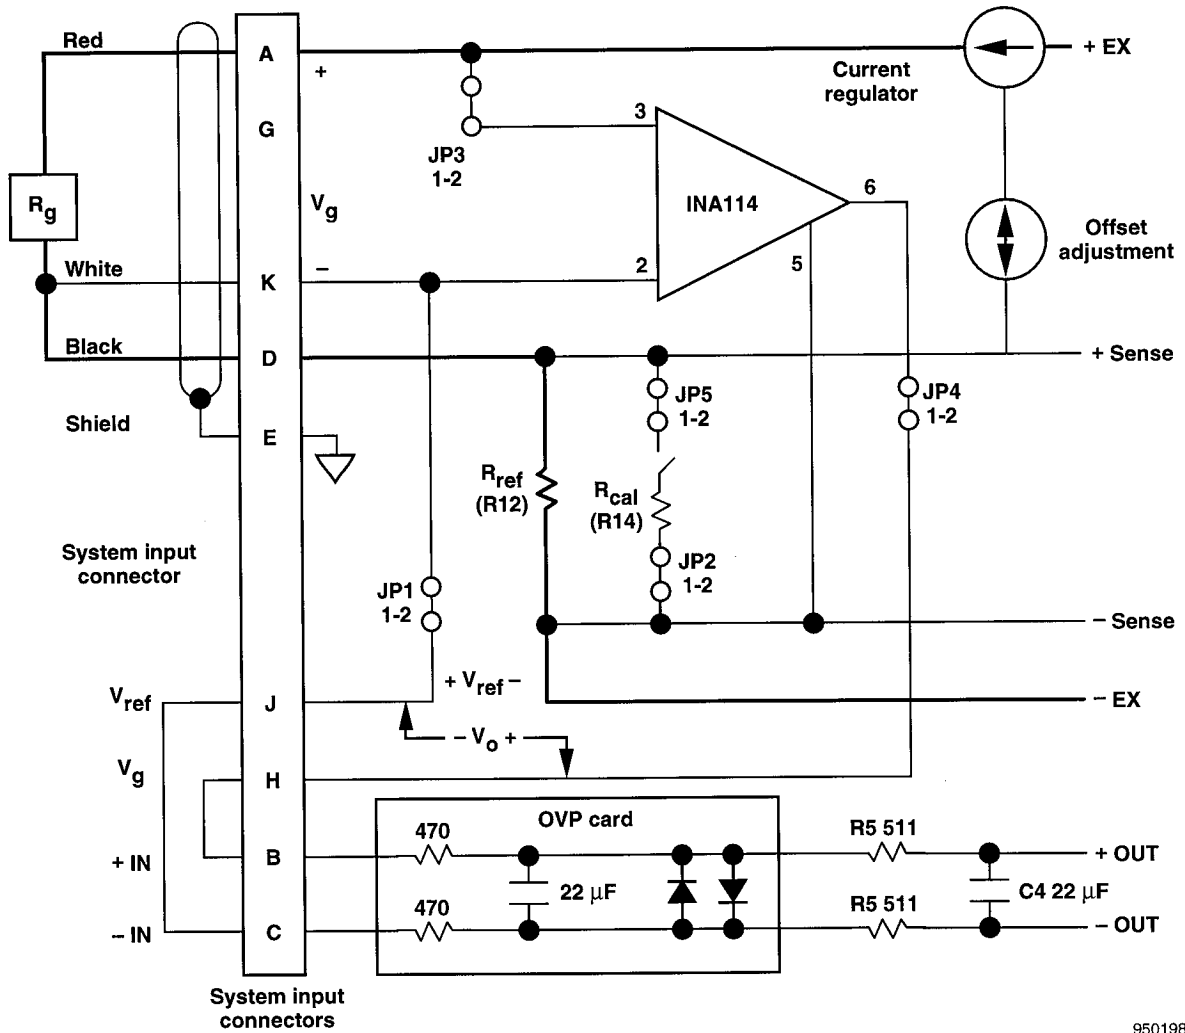 Red
A
+
Current
regulator
+ EX
G
JP3
1-2
3
INA114
6
Rg
Vg
Offset
adjustment
White
K
–
2
5
Black
D
+ Sense
JP5
1-2
JP4
1-2
Shield
E
Rref
(R12)
Rcal
(R14)
System input
connector
JP1
1-2
JP2
1-2
– Sense
Vref
J
+ Vref –
– EX
– Vo +
Vg
H
OVP card
470
R5 511
+ IN
B
+ OUT
22 μF
C4 22 μF
470
R5 511
– IN
C
– OUT
System input
connectors
950198